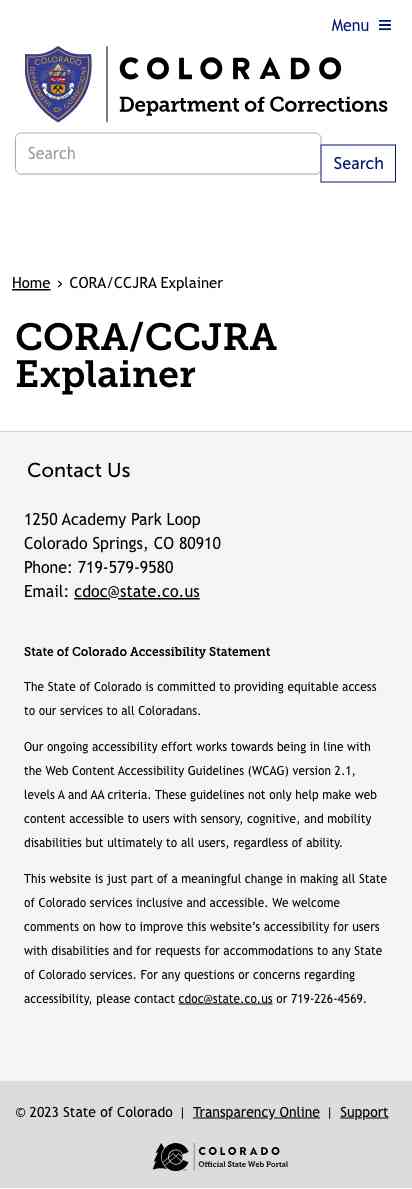 Menu
COLORADO
COLORADO
Department of Corrections
Search
Search
Home › CORA/CCJRA Explainer
CORA/CCJRA
Explainer
Contact Us
1250 Academy Park Loop
Colorado Springs, CO 80910
Phone: 719-579-9580
Email: cdoc@state.co.us
State of Colorado Accessibility Statement
The State of Colorado is committed to providing equitable access
to our services to all Coloradans.
Our ongoing accessibility effort works towards being in line with
the Web Content Accessibility Guidelines (WCAG) version 2.1,
levels A and AA criteria. These guidelines not only help make web
content accessible to users with sensory, cognitive, and mobility
disabilities but ultimately to all users, regardless of ability.
This website is just part of a meaningful change in making all State
of Colorado services inclusive and accessible. We welcome
comments on how to improve this website’s accessibility for users
with disabilities and for requests for accommodations to any State
of Colorado services. For any questions or concerns regarding
accessibility, please contact cdoc@state.co.us or 719-226-4569.
© 2023 State of Colorado | Transparency Online | Support
COLORADO
Official State Web Portal